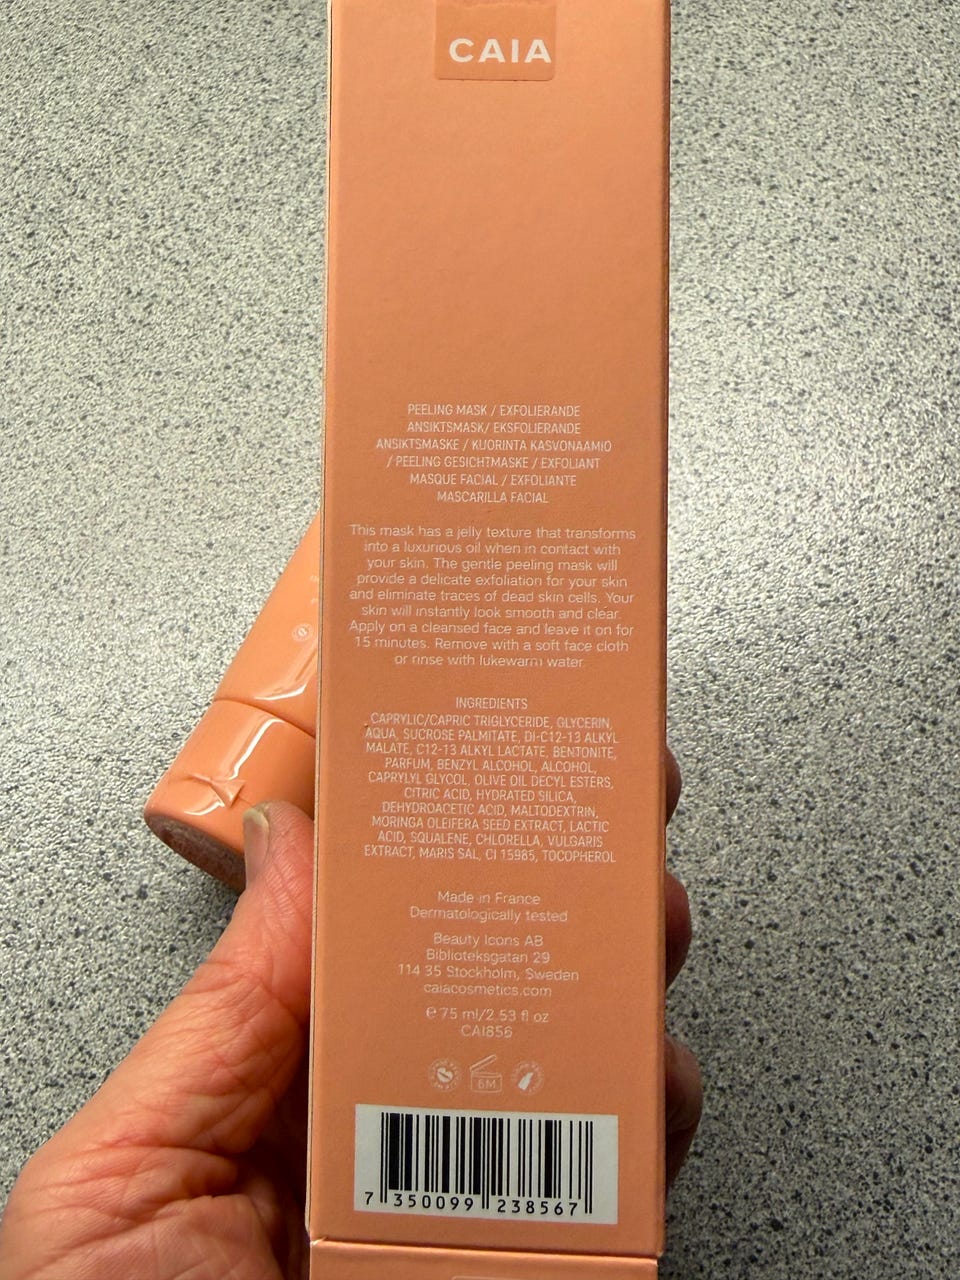 CAIA
PEELING MASK / EXFOLIERANDE
ANSIKTSMASK/ EKSFOLIERANDE
ANSIKTSMASKE / KUORINTA KASVONAAMIO
/ PEELING GESICHTMASKE / EXFOLIANT
MASQUE FACIAL / EXFOLIANTE
MASCARILLA FACIAL
This mask has a jelly texture that transforms
into a luxurious oil when in contact with
your skin. The gentle peeling mask will
provide a delicate exfoliation for your skin
and eliminate traces of dead skin cells. Your
skin will instantly look smooth and clear.
Apply on a cleansed face and leave it on for
15 minutes. Remove with a soft face cloth
or rinse with lukewarm water.
INGREDIENTS
CAPRYLIC/CAPRIC TRIGLYCERIDE, GLYCERIN,
AQUA, SUCROSE PALMITATE, DI-C12-13 ALKYL
MALATE, C12-13 ALKYL LACTATE, BENTONITE,
PARFUM, BENZYL ALCOHOL, ALCOHOL,
CAPRYLYL GLYCOL, OLIVE OIL DECYL ESTERS,
CITRIC ACID, HYDRATED SILICA,
DEHYDROACETIC ACID, MALTODEXTRIN,
MORINGA OLEIFERA SEED EXTRACT, LACTIC
ACID, SQUALENE, CHLORELLA, VULGARIS
EXTRACT, MARIS SAL, CI 15985, TOCOPHEROL
Made in France
Dermatologically tested
Beauty Icons AB
Biblioteksgatan 29
114 35 Stockholm, Sweden
caiacosmetics.com
℮ 75 ml/2.53 fl oz
CAI856
6M
7 350099 238567